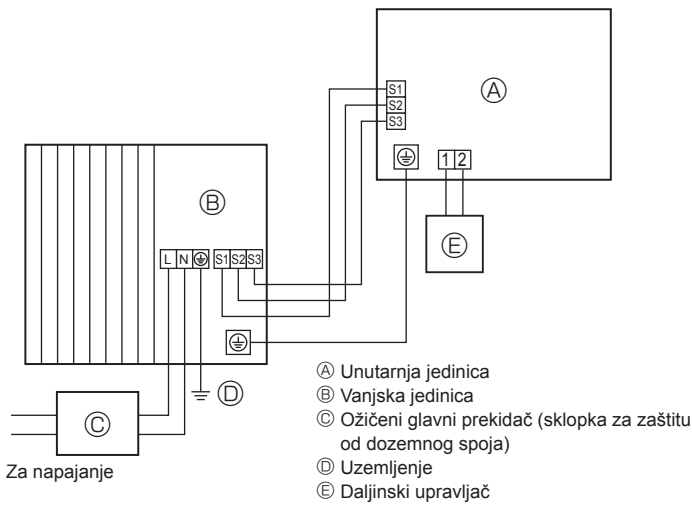 S1
S2
S3
Ⓐ
1 2
Ⓑ
L N S1 S2 S3
Ⓔ
Ⓓ
Ⓒ
Za napajanje
Ⓐ Unutarnja jedinica
Ⓑ Vanjska jedinica
Ⓒ Ožičeni glavni prekidač (sklopka za zaštitu
od dozemnog spoja)
Ⓓ Uzemljenje
Ⓔ Daljinski upravljač